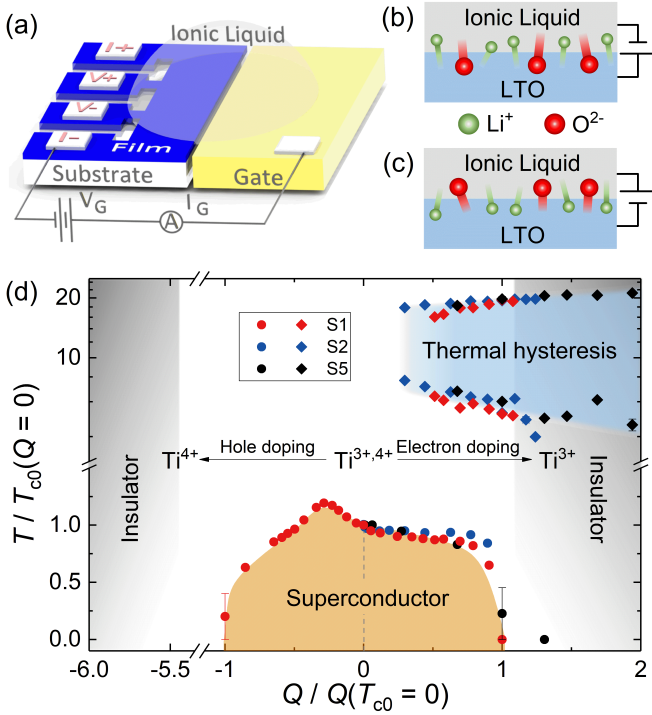 (a)
Ionic Liquid
I+
V+
V-
I-
Film
Substrate
Gate
V_G
A
I_G
(b)
Ionic Liquid
LTO
Li⁺
O²⁻
(c)
Ionic Liquid
LTO
(d)
T / T_c0(Q = 0)
20
10
1.0
0.5
0.0
S1
S2
S5
Thermal hysteresis
Insulator
Ti⁴⁺
Hole doping
Ti³⁺,⁴⁺
Electron doping
Ti³⁺
Insulator
Superconductor
-6.0
-5.5
-1
0
1
2
Q / Q(T_c0 = 0)